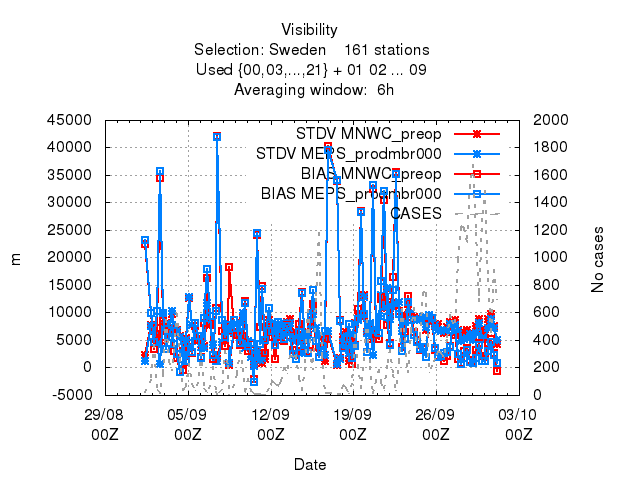 Visibility
Selection: Sweden    161 stations
Used {00,03,...,21} + 01 02 ... 09
Averaging window:  6h
45000
40000
35000
30000
25000
20000
15000
10000
5000
0
-5000
m
STDV MNWC_preop
STDV MEPS_prodmbr000
BIAS MNWC_preop
BIAS MEPS_prodmbr000
CASES
2000
1800
1600
1400
1200
1000
800
600
400
200
0
No cases
29/08 05/09 12/09 19/09 26/09 03/10
00Z 00Z 00Z 00Z 00Z 00Z
Date